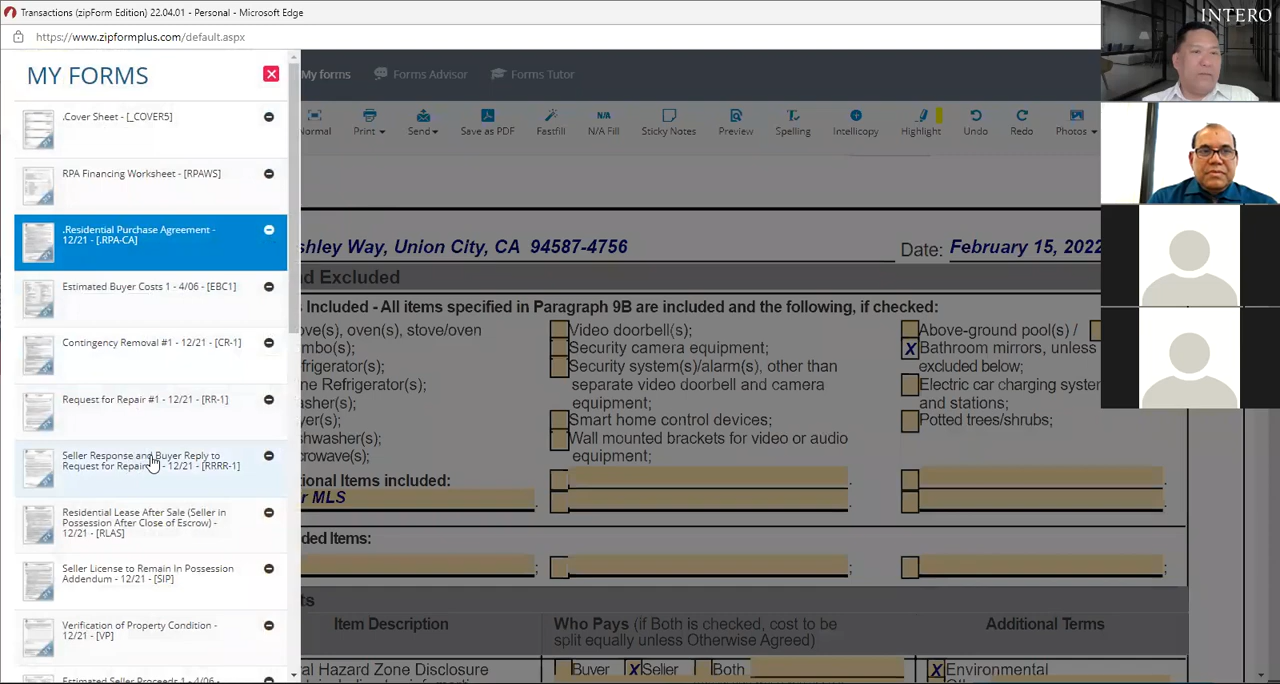 Transactions (zipForm Edition) 22.04.01 - Personal - Microsoft Edge
https://www.zipformplus.com/default.aspx
INTERO
MY FORMS
My forms
Forms Advisor
Forms Tutor
Normal
Print
Send
Save as PDF
Fastfill
N/A
N/A Fill
Sticky Notes
Preview
Spelling
Intellicopy
Highlight
Undo
Redo
Photos
.Cover Sheet - [_COVER5]
RPA Financing Worksheet - [RPAWS]
.Residential Purchase Agreement -
12/21 - [.RPA-CA]
Estimated Buyer Costs 1 - 4/06 - [EBC1]
Contingency Removal #1 - 12/21 - [CR-1]
Request for Repair #1 - 12/21 - [RR-1]
Seller Response and Buyer Reply to
Request for Repair - 12/21 - [RRRR-1]
Residential Lease After Sale (Seller in
Possession After Close of Escrow) -
12/21 - [RLAS]
Seller License to Remain In Possession
Addendum - 12/21 - [SIP]
Verification of Property Condition -
12/21 - [VP]
Estimated Seller Proceeds 1 - 4/06 -
shley Way, Union City, CA 94587-4756
Date: February 15, 2022
d Excluded
s Included - All items specified in Paragraph 9B are included and the following, if checked:
ove(s), oven(s), stove/oven
mbo(s);
frigerator(s);
ne Refrigerator(s);
asher(s);
yer(s);
shwasher(s);
crowave(s);
Video doorbell(s);
Security camera equipment;
Security system(s)/alarm(s), other than
separate video doorbell and camera
equipment;
Smart home control devices;
Wall mounted brackets for video or audio
equipment;
Above-ground pool(s) /
X Bathroom mirrors, unless
excluded below;
Electric car charging system
and stations;
Potted trees/shrubs;
ional Items included:
r MLS
.
;
;
.
;
ded Items:
;
;
;
ts
Item Description
Who Pays (if Both is checked, cost to be
split equally unless Otherwise Agreed)
Additional Terms
al Hazard Zone Disclosure
Buyer X Seller Both
X Environmental